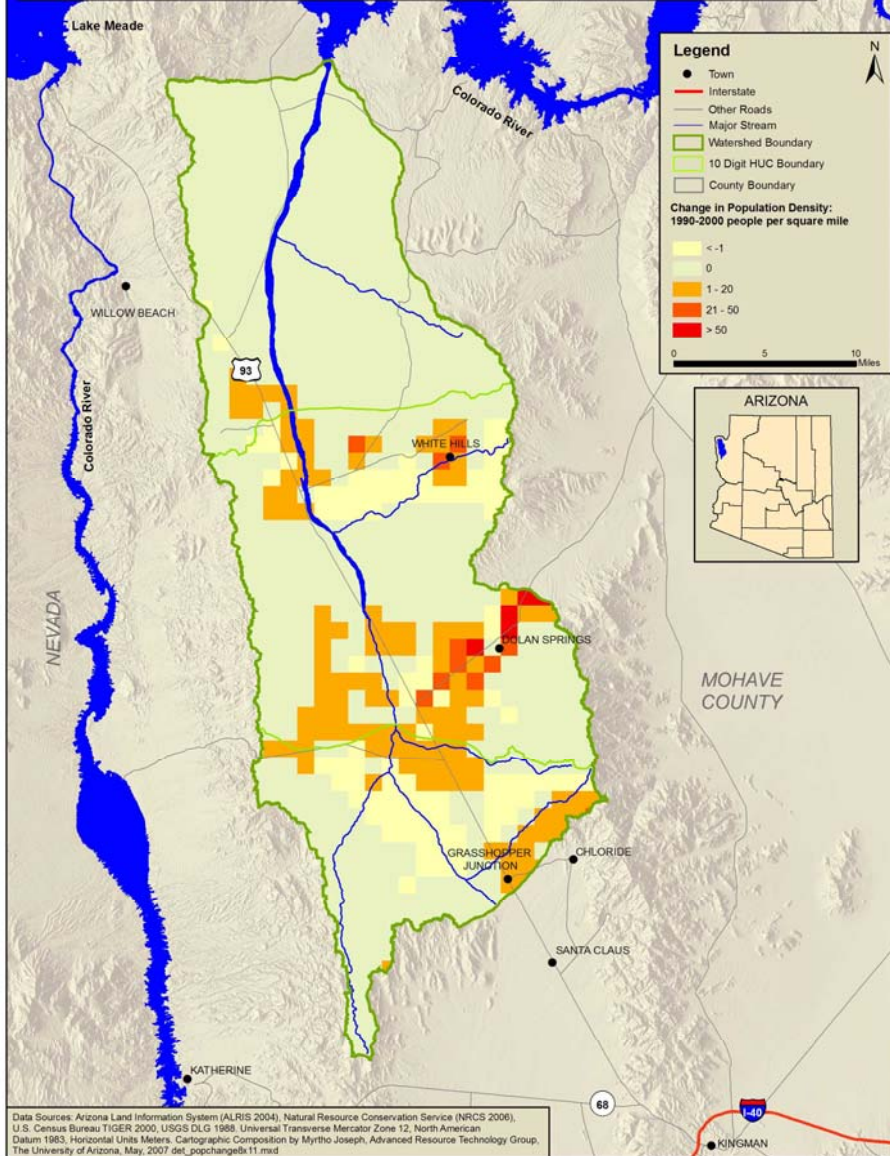 Lake Meade
Colorado River
Legend
N
Town
Interstate
Other Roads
Major Stream
Watershed Boundary
10 Digit HUC Boundary
County Boundary
Change in Population Density:
1990-2000 people per square mile
< -1
0
1 - 20
21 - 50
> 50
0 5 10
Miles
ARIZONA
WILLOW BEACH
Colorado River
93
WHITE HILLS
NEVADA
DOLAN SPRINGS
MOHAVE
COUNTY
GRASSHOPPER
JUNCTION
CHLORIDE
SANTA CLAUS
KATHERINE
68
I-40
KINGMAN
Data Sources: Arizona Land Information System (ALRIS 2004), Natural Resource Conservation Service (NRCS 2006),
U.S. Census Bureau TIGER 2000, USGS DLG 1988. Universal Transverse Mercator Zone 12, North American
Datum 1983, Horizontal Units Meters. Cartographic Composition by Myrtho Joseph, Advanced Resource Technology Group,
The University of Arizona, May, 2007 det_popchange8x11.mxd